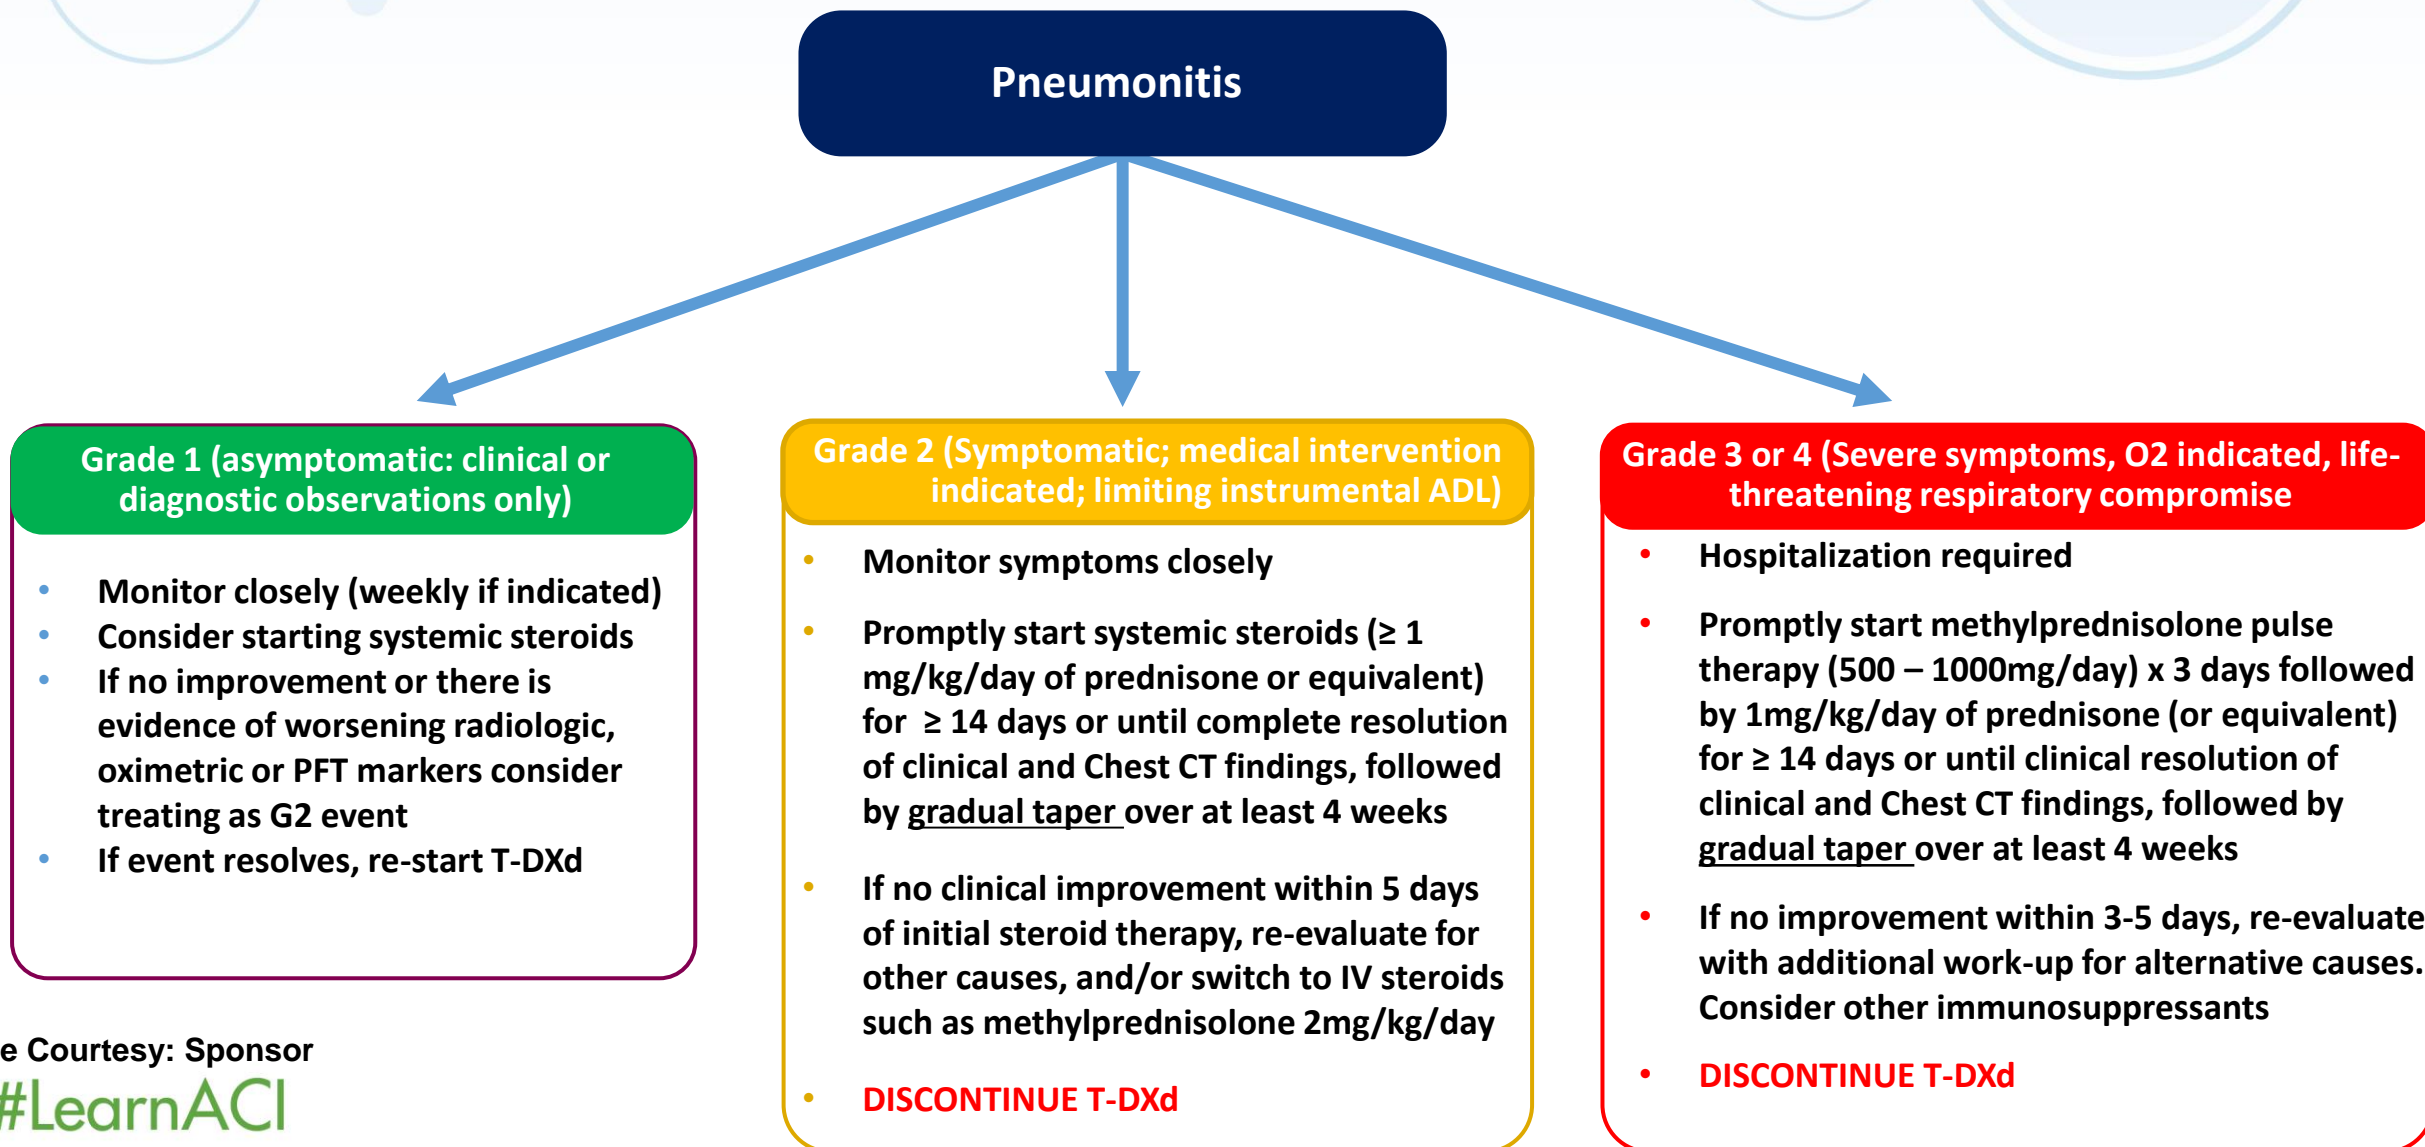 Pneumonitis
Grade 1 (asymptomatic: clinical or
diagnostic observations only)
• Monitor closely (weekly if indicated)
• Consider starting systemic steroids
• If no improvement or there is
evidence of worsening radiologic,
oximetric or PFT markers consider
treating as G2 event
• If event resolves, re-start T-DXd
Grade 2 (Symptomatic; medical intervention
indicated; limiting instrumental ADL)
• Monitor symptoms closely
• Promptly start systemic steroids (≥ 1
mg/kg/day of prednisone or equivalent)
for ≥ 14 days or until complete resolution
of clinical and Chest CT findings, followed
by gradual taper over at least 4 weeks
• If no clinical improvement within 5 days
of initial steroid therapy, re-evaluate for
other causes, and/or switch to IV steroids
such as methylprednisolone 2mg/kg/day
• DISCONTINUE T-DXd
Grade 3 or 4 (Severe symptoms, O2 indicated, life-
threatening respiratory compromise
• Hospitalization required
• Promptly start methylprednisolone pulse
therapy (500 – 1000mg/day) x 3 days followed
by 1mg/kg/day of prednisone (or equivalent)
for ≥ 14 days or until clinical resolution of
clinical and Chest CT findings, followed by
gradual taper over at least 4 weeks
• If no improvement within 3-5 days, re-evaluate
with additional work-up for alternative causes.
Consider other immunosuppressants
• DISCONTINUE T-DXd
e Courtesy: Sponsor
#LearnACI